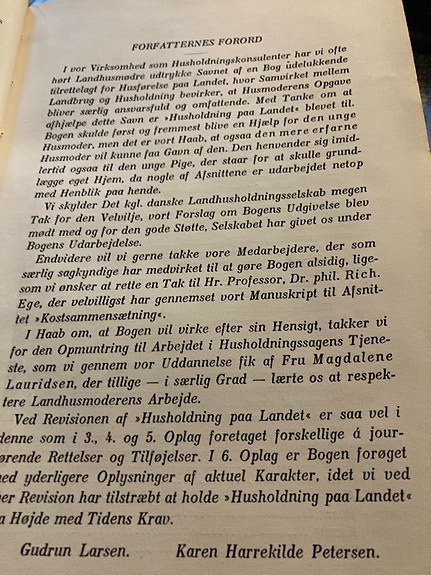 FORFATTERNES FORORD
I vor Virksomhed som Husholdningskonsulenter har vi ofte
hørt Landhusmødre udtrykke Savnet af en Bog udelukkende
tilrettelagt for Husførelse paa Landet, hvor Samvirket mellem
Landbrug og Husholdning bevirker, at Husmoderens Opgave
bliver særlig ansvarsfuld og omfattende. Med Tanke om at
afhjælpe dette Savn er »Husholdning paa Landet« blevet til.
Bogen skulde først og fremmest blive en Hjælp for den unge
Husmoder, men det er vort Haab, at ogsaa den mere erfarne
Husmoder vil kunne faa Gavn af den. Den henvender sig imid-
lertid ogsaa til den unge Pige, der staar for at skulle grund-
lægge eget Hjem, da nogle af Afsnittene er udarbejdet netop
med Henblik paa hende.
Vi skylder Det kgl. danske Landhusholdningsselskab megen
Tak for den Velvilje, vort Forslag om Bogens Udgivelse blev
mødt med og for den gode Støtte, Selskabet har givet os under
Bogens Udarbejdelse.
Endvidere vil vi gerne takke vore Medarbejdere, der som
særlig sagkyndige har medvirket til at gøre Bogen alsidig, lige-
som vi ønsker at rette en Tak til Hr. Professor, Dr. phil. Rich.
Ege, der velvilligst har gennemset vort Manuskript til Afsnit-
tet »Kostsammensætning«.
I Haab om, at Bogen vil virke efter sin Hensigt, takker vi
for den Opmuntring til Arbejdet i Husholdningssagens Tjene-
ste, som vi gennem vor Uddannelse fik af Fru Magdalene
Lauridsen, der tillige — i særlig Grad — lærte os at respek-
tere Landhusmoderens Arbejde.
Ved Revisionen af »Husholdning paa Landet« er saa vel i
denne som i 3., 4. og 5. Oplag foretaget forskellige á jour-
ørende Rettelser og Tilføjelser. I 6. Oplag er Bogen forøget
ned yderligere Oplysninger af aktuel Karakter, idet vi ved
er Revision har tilstræbt at holde »Husholdning paa Landet«
a Højde med Tidens Krav.
Gudrun Larsen. Karen Harrekilde Petersen.